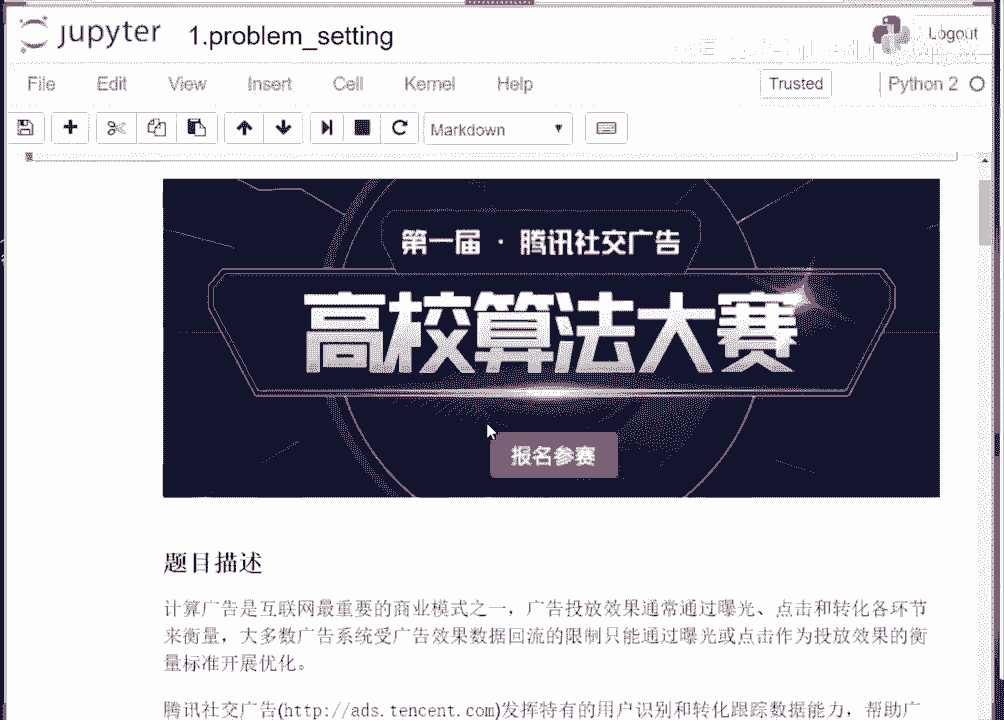 jupyter 1.problem_setting
Logout
File Edit View Insert Cell Kernel Help
Trusted
Python 2
Markdown
第一届 · 腾讯社交广告
高校算法大赛
报名参赛
题目描述
计算广告是互联网最重要的商业模式之一，广告投放效果通常通过曝光、点击和转化各环节
来衡量，大多数广告系统受广告效果数据回流的限制只能通过曝光或点击作为投放效果的衡
量标准开展优化。
腾讯社交广告(http://ads.tencent.com)发挥特有的用户识别和转化跟踪数据能力，帮助广